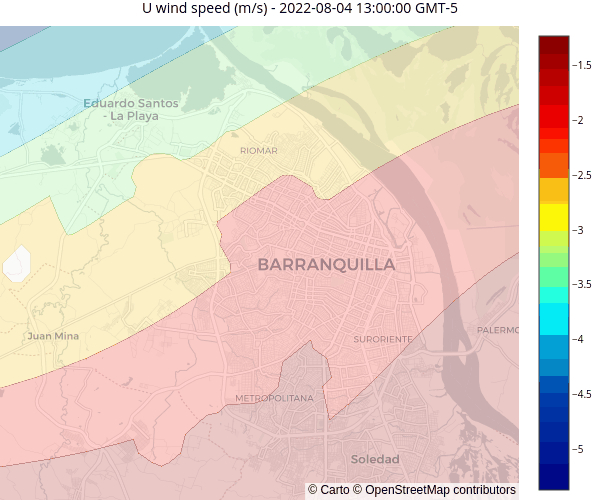 U wind speed (m/s) - 2022-08-04 13:00:00 GMT-5
Eduardo Santos
- La Playa
RIOMAR
BARRANQUILLA
Juan Mina
SURORIENTE
PALERMO
METROPOLITANA
Soledad
© Carto © OpenStreetMap contributors
−1.5
−2
−2.5
−3
−3.5
−4
−4.5
−5